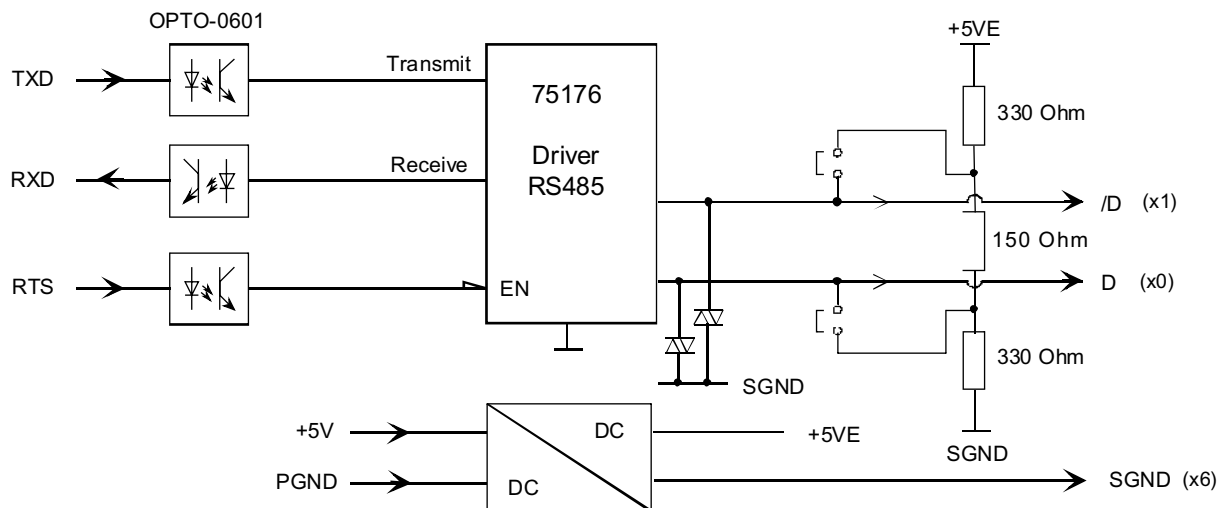 OPTO-0601
+5VE
TXD
Transmit
75176
330 Ohm
RXD
Receive
Driver
RS485
/D (x1)
150 Ohm
RTS
EN
D (x0)
330 Ohm
SGND
+5V
DC
+5VE
SGND
PGND
DC
SGND (x6)